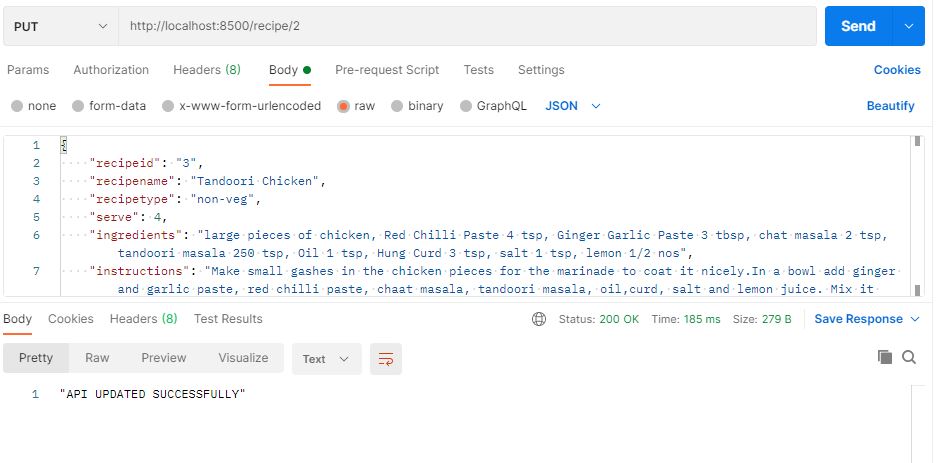 PUT http://localhost:8500/recipe/2 Send
Params Authorization Headers (8) Body Pre-request Script Tests Settings Cookies
none form-data x-www-form-urlencoded raw binary GraphQL JSON Beautify
1 {
2 "recipeid": "3",
3 "recipename": "Tandoori Chicken",
4 "recipetype": "non-veg",
5 "serve": 4,
6 "ingredients": "large pieces of chicken, Red Chilli Paste 4 tsp, Ginger Garlic Paste 3 tbsp, chat masala 2 tsp,
tandoori masala 250 tsp, Oil 1 tsp, Hung Curd 3 tsp, salt 1 tsp, lemon 1/2 nos",
7 "instructions": "Make small gashes in the chicken pieces for the marinade to coat it nicely.In a bowl add ginger
and garlic paste, red chilli paste, chaat masala, tandoori masala, oil,curd, salt and lemon juice. Mix it
Body Cookies Headers (8) Test Results Status: 200 OK Time: 185 ms Size: 279 B Save Response
Pretty Raw Preview Visualize Text
1 "API UPDATED SUCCESSFULLY"